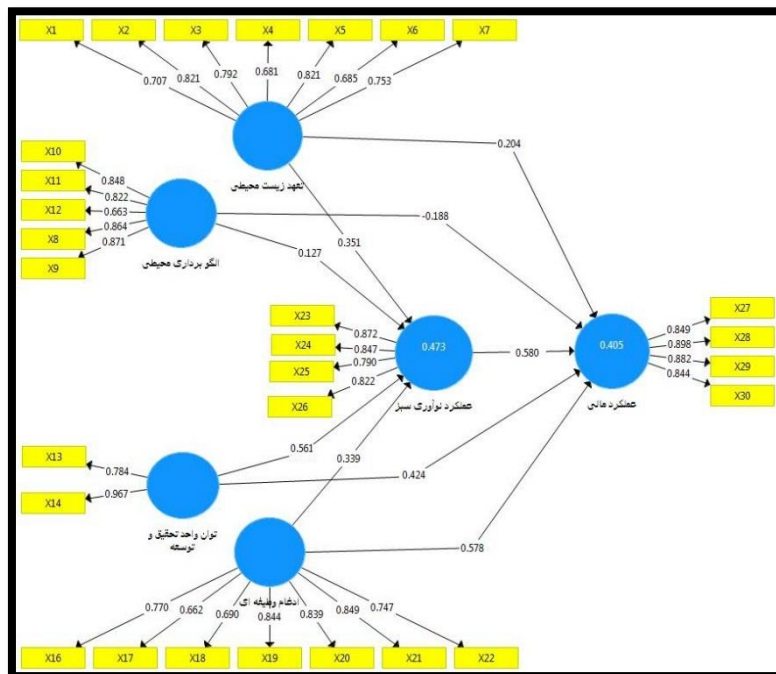 X1 X2 X3 X4 X5 X6 X7
0.707 0.821 0.792 0.681 0.821 0.685 0.753
تعهد زیست محیطی
0.204
0.351
X10
X11
X12
X8
X9
0.848
0.822
0.663
0.864
0.871
الگو برداری محیطی
-0.188
0.127
X23
X24
X25
X26
0.872
0.847
0.790
0.822
0.473
عملکرد نوآوری سبز
0.580
0.405
عملکرد مالی
X27
X28
X29
X30
0.849
0.898
0.882
0.844
X13
X14
0.784
0.967
توان واحد تحقیق و
توسعه
0.561
0.424
0.339
0.578
ادغام وظیفه ای
0.770 0.662 0.690 0.844 0.839 0.849 0.747
X16 X17 X18 X19 X20 X21 X22